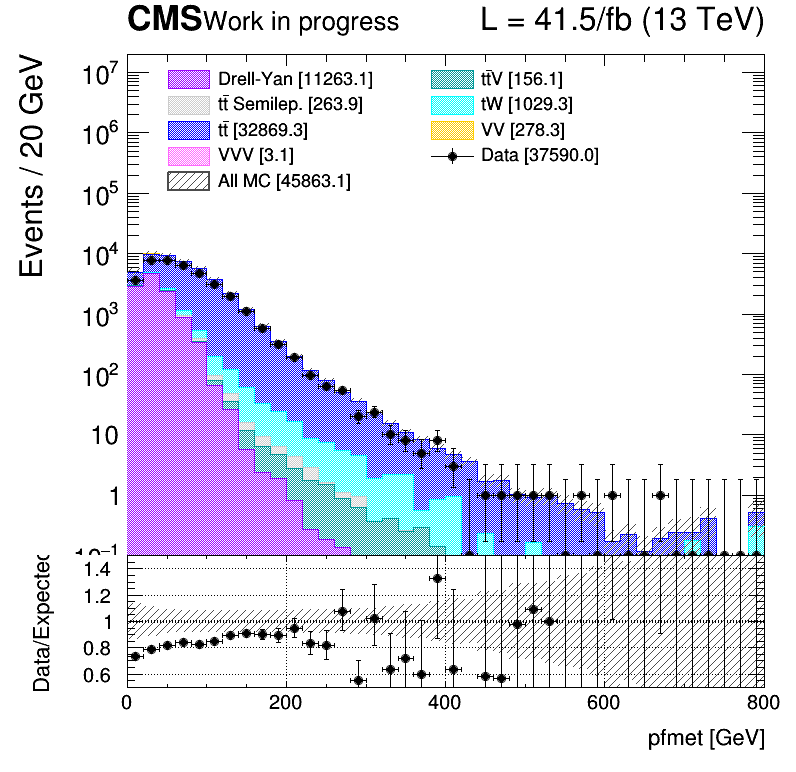 CMS Work in progress L = 41.5/fb (13 TeV)
Events / 20 GeV
10⁷
10⁶
10⁵
10⁴
10³
10²
10
1
10⁻¹
Drell-Yan [11263.1]
tt̄ Semilep. [263.9]
tt̄ [32869.3]
VVV [3.1]
All MC [45863.1]
tt̄V [156.1]
tW [1029.3]
VV [278.3]
Data [37590.0]
Data/Expected
1.4
1.2
1
0.8
0.6
0 200 400 600 800
pfmet [GeV]